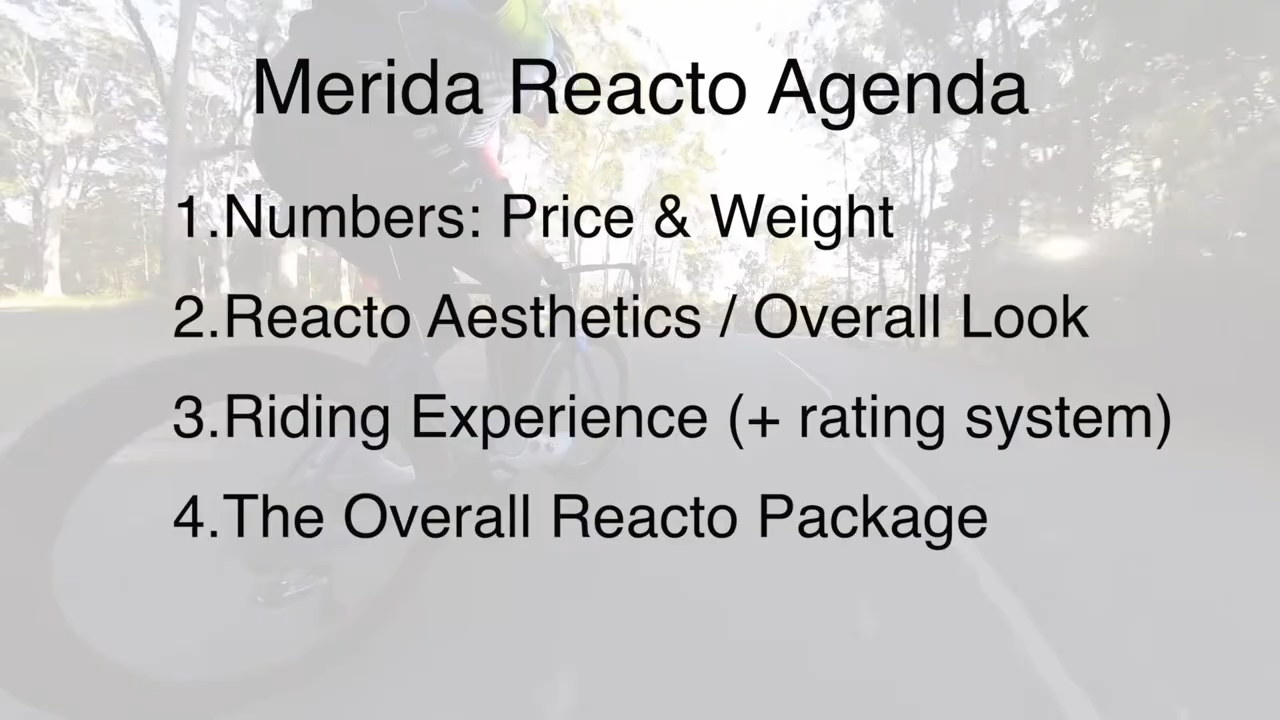 Merida Reacto Agenda
1.Numbers: Price & Weight
2.Reacto Aesthetics / Overall Look
3.Riding Experience (+ rating system)
4.The Overall Reacto Package